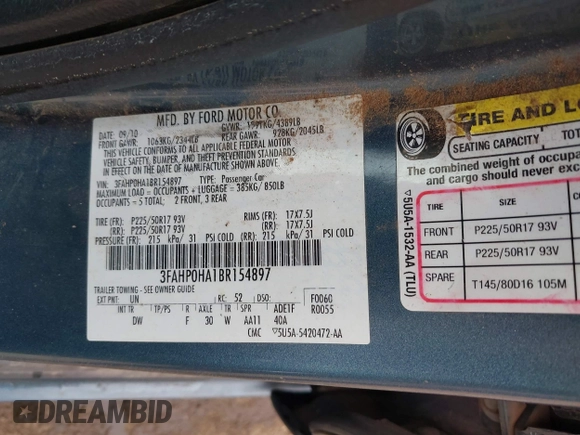 MFD. BY FORD MOTOR CO.
DATE: 09/10 GVWR: 1991KG/4389LB
FRONT GAWR: 1063KG/2344LB REAR GAWR: 928KG/2045LB
THIS VEHICLE CONFORMS TO ALL APPLICABLE FEDERAL MOTOR
VEHICLE SAFETY, BUMPER, AND THEFT PREVENTION STANDARDS
IN EFFECT ON THE DATE OF MANUFACTURE SHOWN ABOVE.
VIN: 3FAHP0HA1BR154897 TYPE: Passenger Car
MAXIMUM LOAD = OCCUPANTS + LUGGAGE = 385KG/ 850LB
OCCUPANTS = 5 TOTAL: 2 FRONT, 3 REAR
TIRE (FR): P225/50R17 93V RIMS (FR): 17X7.5J
(RR): P225/50R17 93V (RR): 17X7.5J
PRESSURE (FR): 215 kPa/ 31 PSI COLD (RR): 215 kPa/ 31 PSI COLD
3FAHP0HA1BR154897
TRAILER TOWING - SEE OWNER GUIDE
EXT PNT: UN RC: 52 DSO: F0060
R0055
INT TR TP/PS R AXLE TR SPR ADE1F
DW F 30 W AA11 40A
CMC 5U5A-5420472-AA
5U5A-1532-AA (TLU)
TIRE AND L
SEATING CAPACITY TOT
The combined weight of occupa
and cargo should never exc
TIRE SIZE
FRONT P225/50R17 93V
REAR P225/50R17 93V
SPARE T145/80D16 105M
DREAMBID